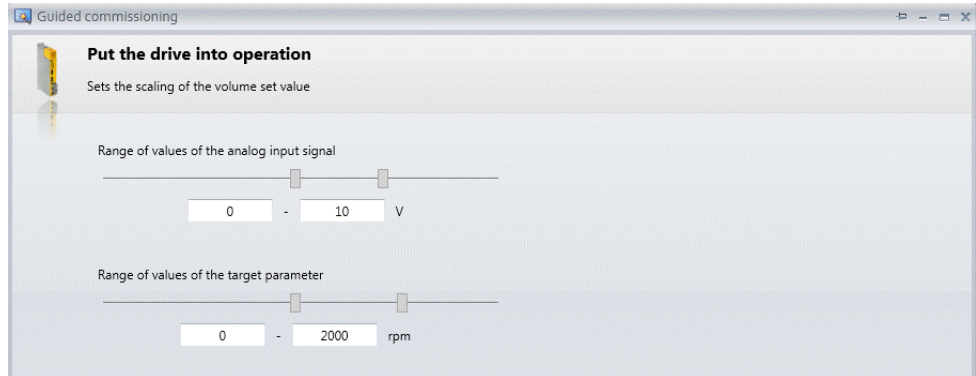 Guided commissioning
Put the drive into operation
Sets the scaling of the volume set value
Range of values of the analog input signal
0 - 10 V
Range of values of the target parameter
0 - 2000 rpm